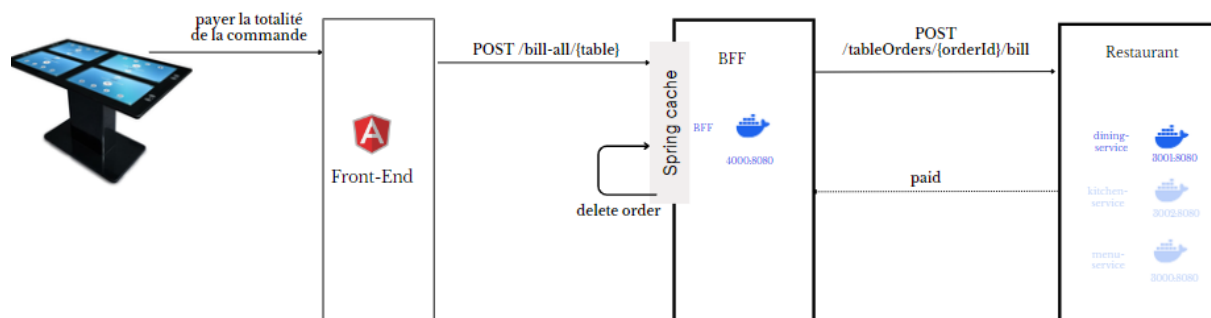 payer la totalité
de la commande
POST /bill-all/{table}
POST
/tableOrders/{orderId}/bill
BFF
Restaurant
Spring cache
BFF
4000:8080
Front-End
delete order
paid
dining-
service
3001:8080
kitchen-
service
3002:8080
menu-
service
3000:8080